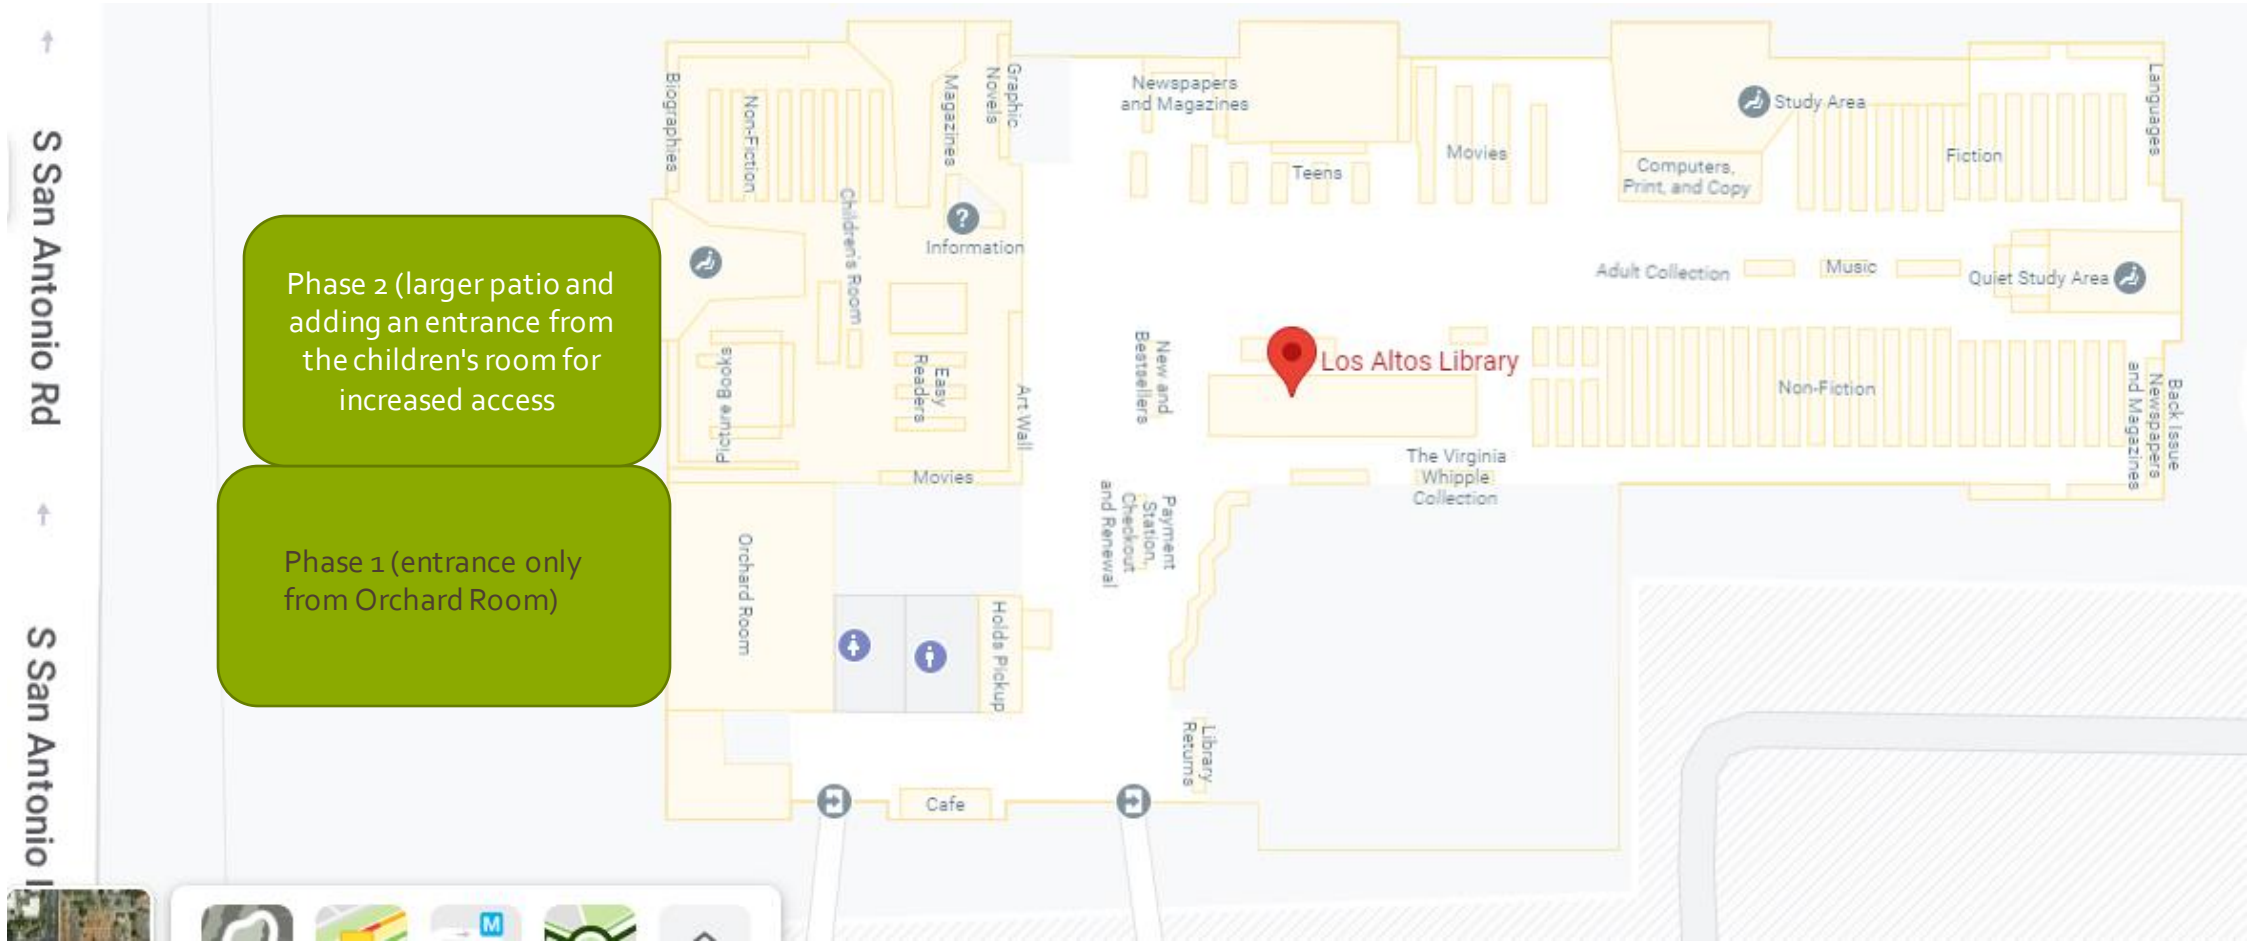 S San Antonio Rd
S San Antonio
Phase 2 (larger patio and
adding an entrance from
the children's room for
increased access
Phase 1 (entrance only
from Orchard Room)
Biographies
Non-Fiction
Magazines
Graphic
Novels
Children's Room
Information
Picture Books
Easy
Readers
Art Wall
Movies
Orchard Room
Holds Pickup
Cafe
Newspapers
and Magazines
Teens
Movies
Study Area
Computers,
Print, and Copy
Fiction
Languages
Adult Collection
Music
Quiet Study Area
New and
Bestsellers
Los Altos Library
Non-Fiction
Back Issue
Newspapers
and Magazines
The Virginia
Whipple
Collection
Payment
Station,
Checkout
and Renewal
Library
Returns
?
M